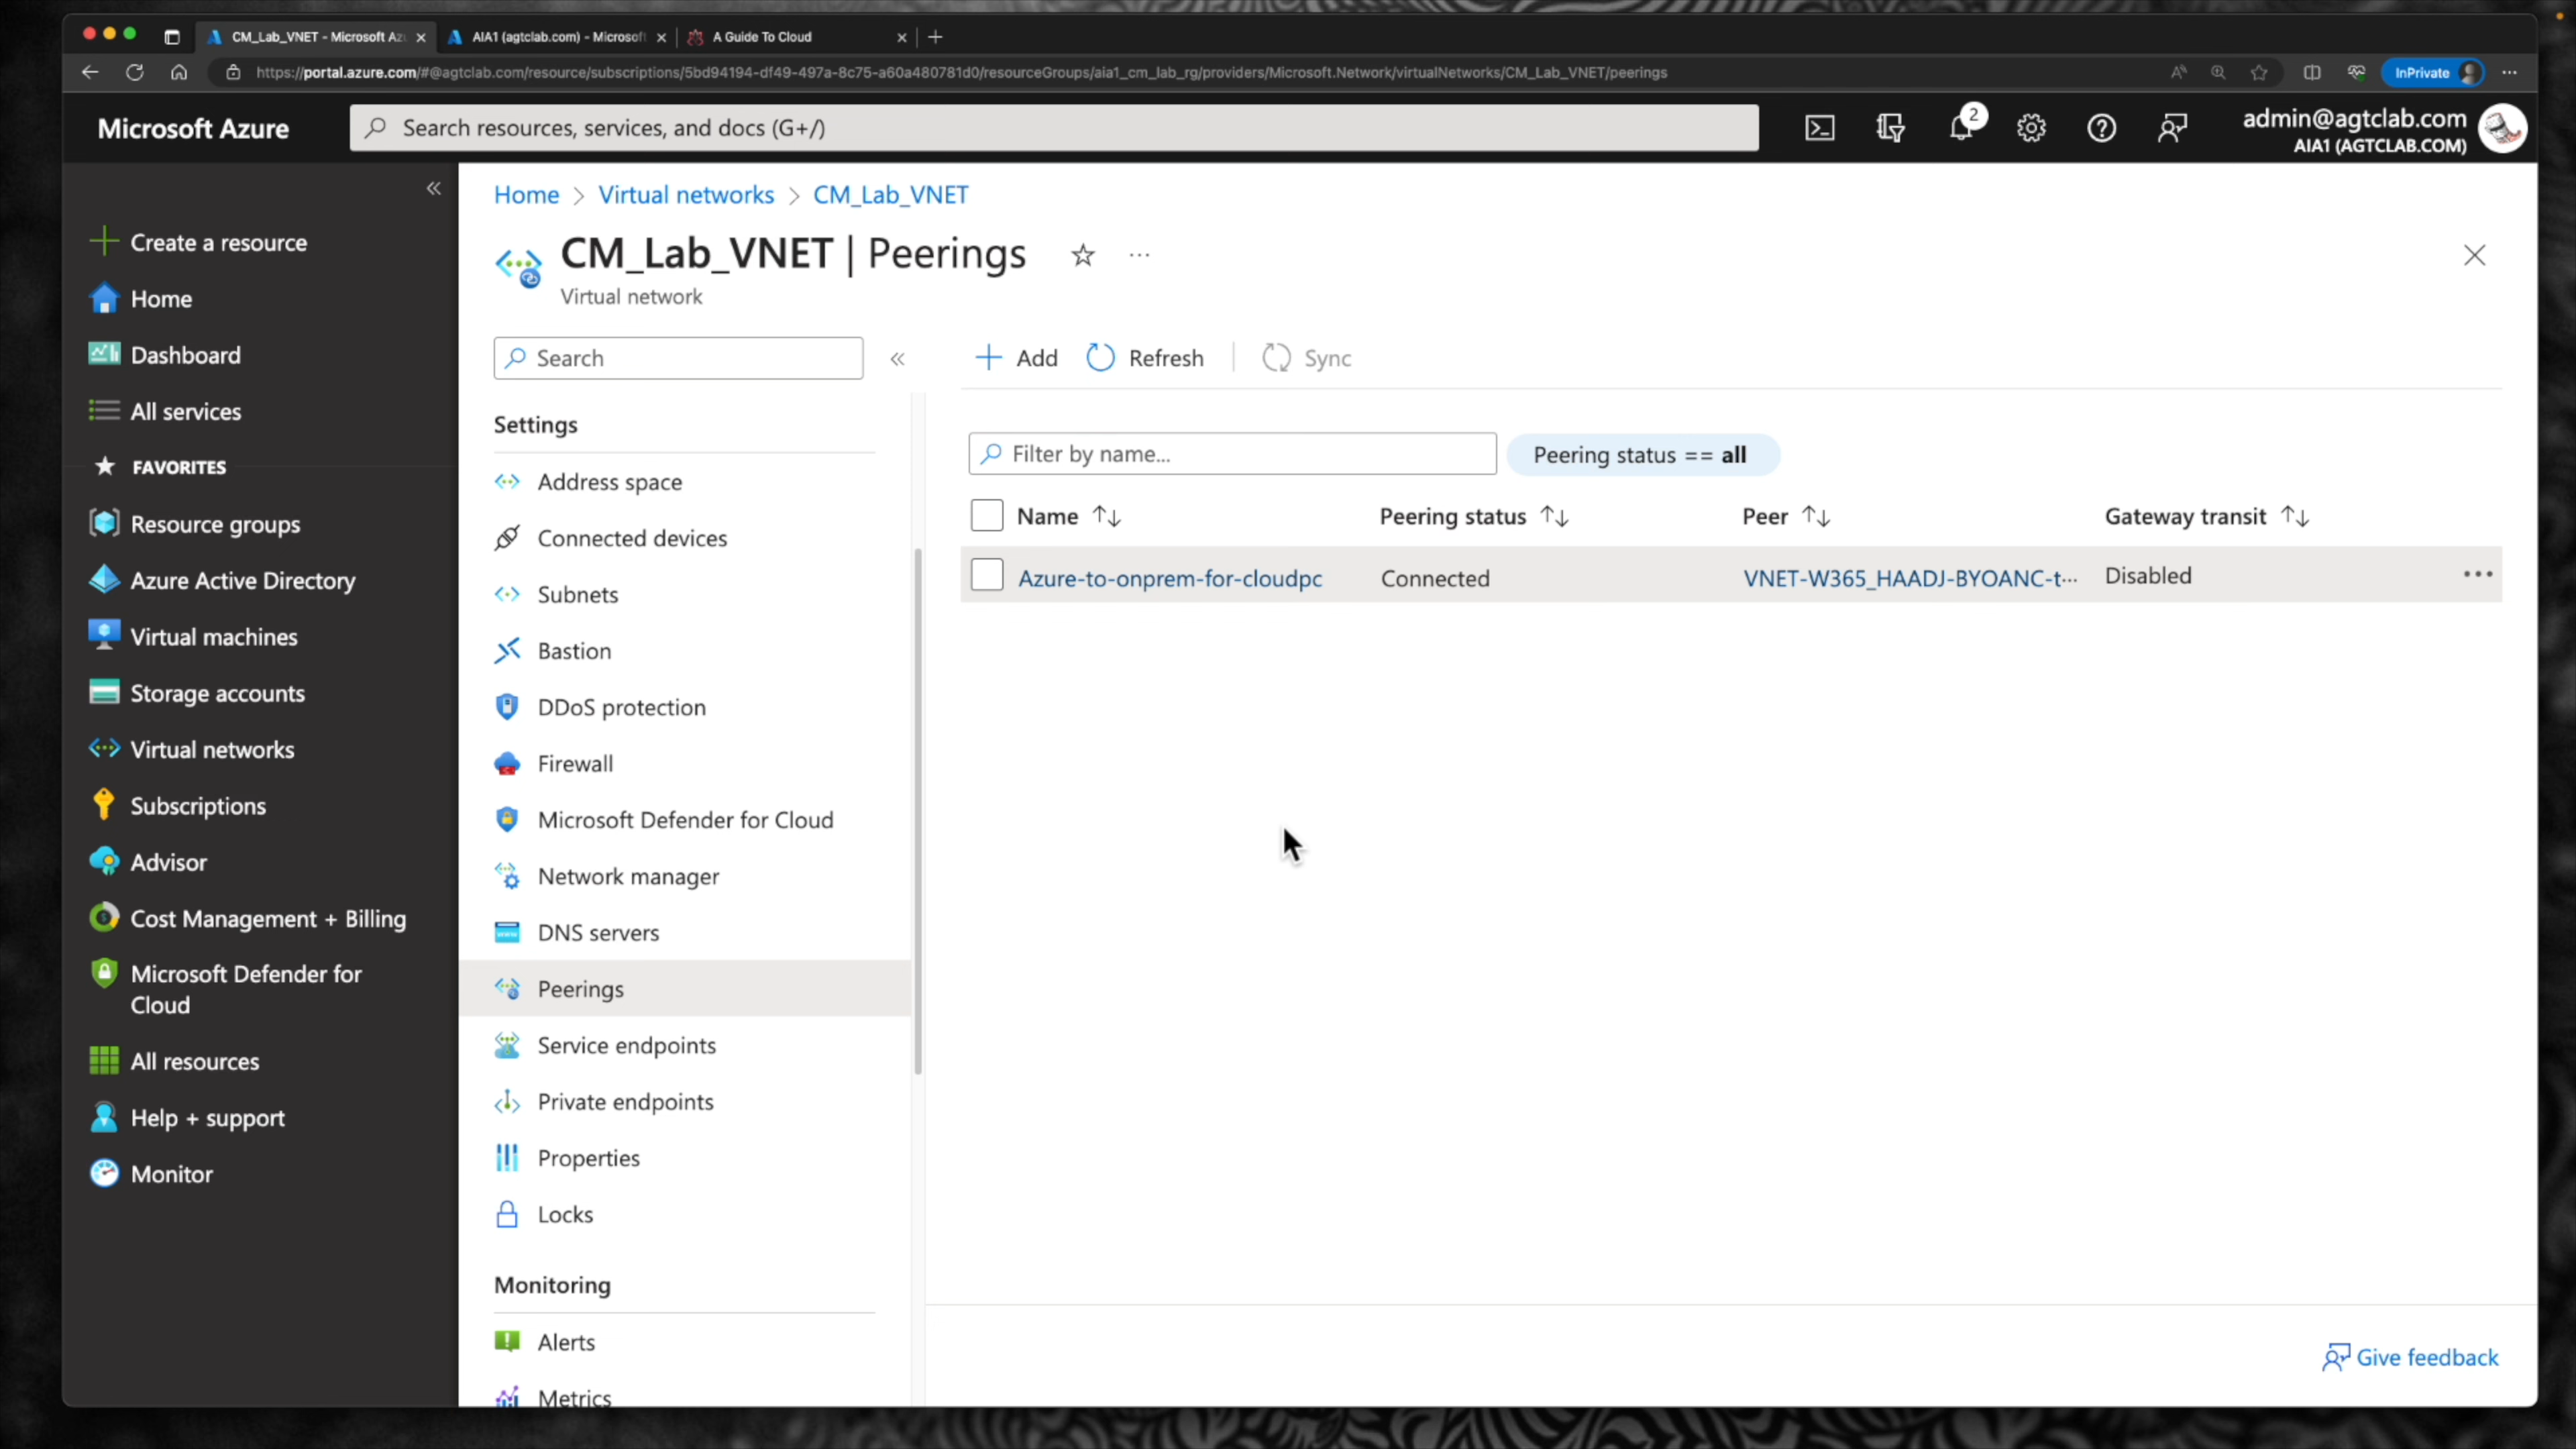 CM_Lab_VNET - Microsoft Az
AIA1 (agtclab.com) - Microsoft
A Guide To Cloud
https://portal.azure.com/#@agtclab.com/resource/subscriptions/5bd94194-df49-497a-8c75-a60a480781d0/resourceGroups/aia1_cm_lab_rg/providers/Microsoft.Network/virtualNetworks/CM_Lab_VNET/peerings
InPrivate
Microsoft Azure
Search resources, services, and docs (G+/)
2
admin@agtclab.com
AIA1 (AGTCLAB.COM)
Create a resource
Home
Dashboard
All services
FAVORITES
Resource groups
Azure Active Directory
Virtual machines
Storage accounts
Virtual networks
Subscriptions
Advisor
Cost Management + Billing
Microsoft Defender for
Cloud
All resources
Help + support
Monitor
Home > Virtual networks > CM_Lab_VNET
CM_Lab_VNET | Peerings
Virtual network
Search
Settings
Address space
Connected devices
Subnets
Bastion
DDoS protection
Firewall
Microsoft Defender for Cloud
Network manager
DNS servers
Peerings
Service endpoints
Private endpoints
Properties
Locks
Monitoring
Alerts
Metrics
Add Refresh Sync
Filter by name...
Peering status == all
Name Peering status Peer Gateway transit
Azure-to-onprem-for-cloudpc Connected VNET-W365_HAADJ-BYOANC-t... Disabled
Give feedback